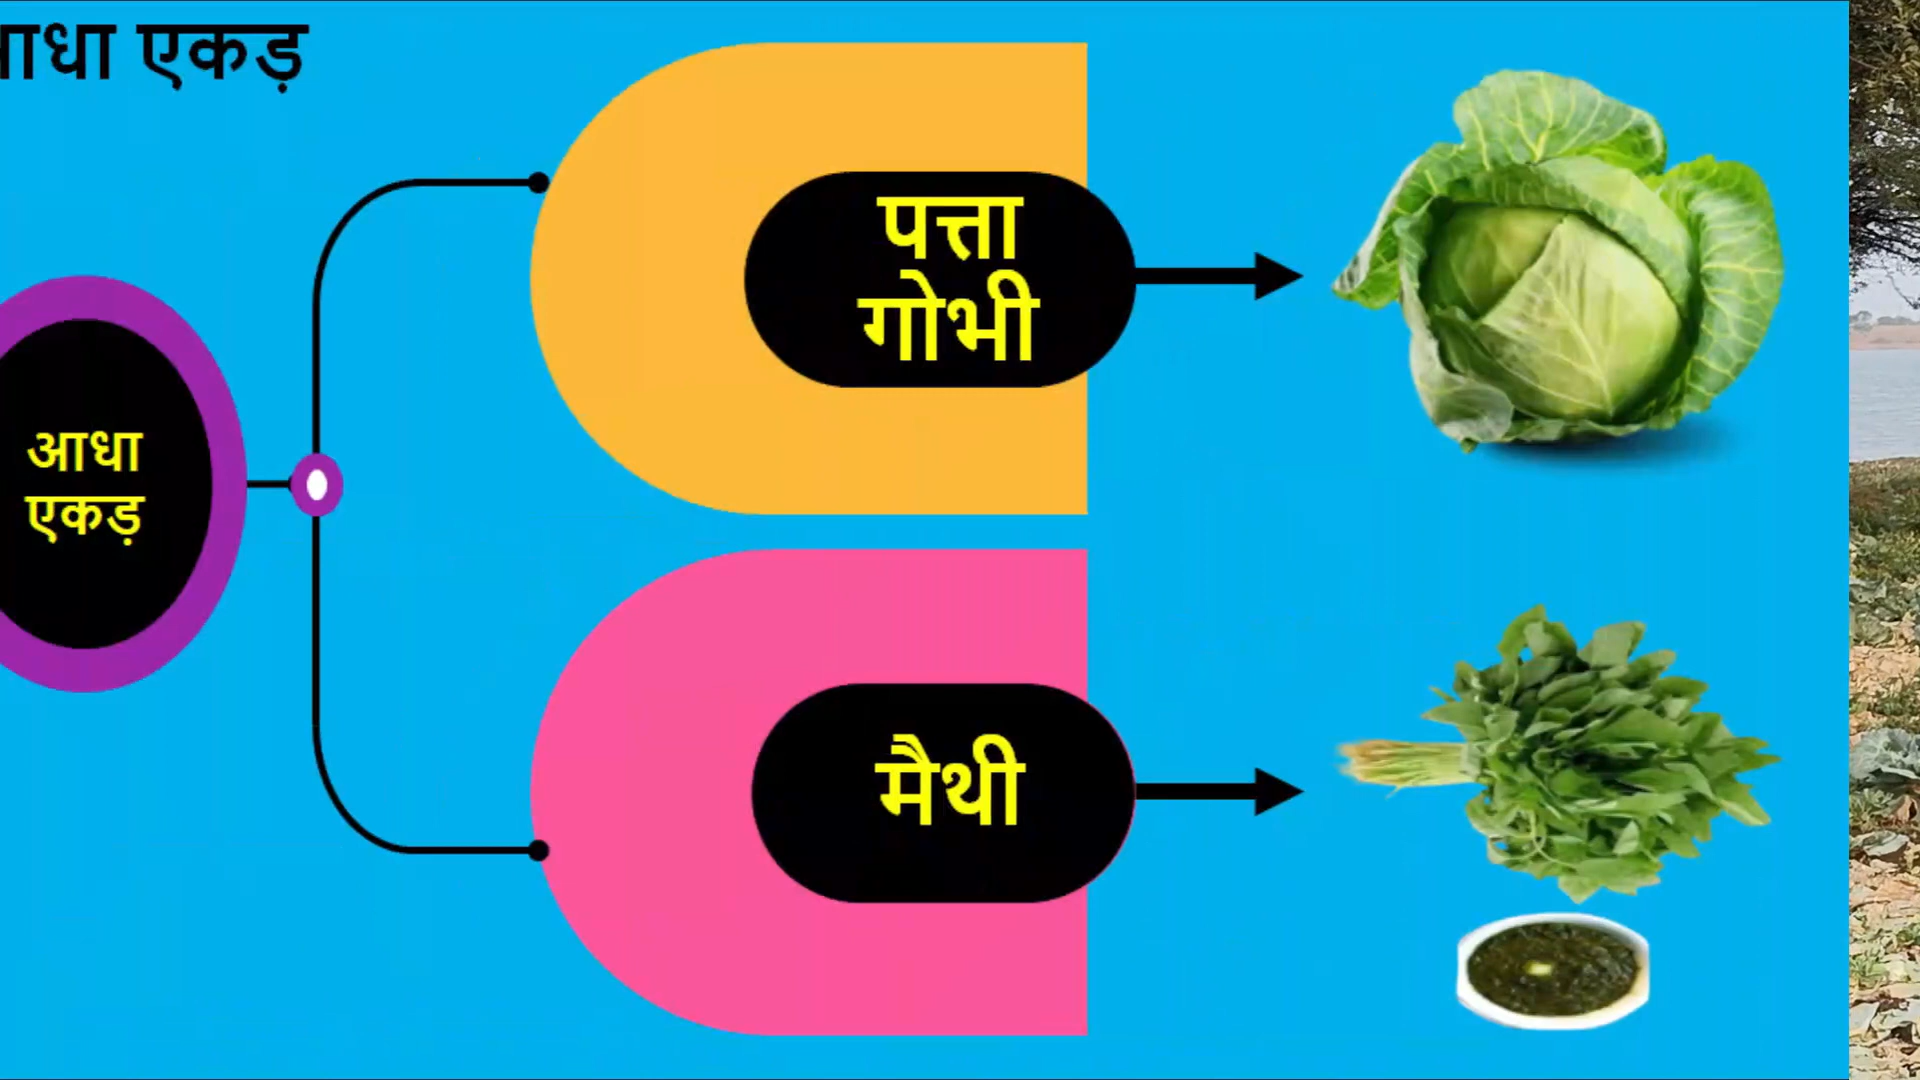 आधा एकड़
आधा
एकड़
पत्ता
गोभी
मैथी